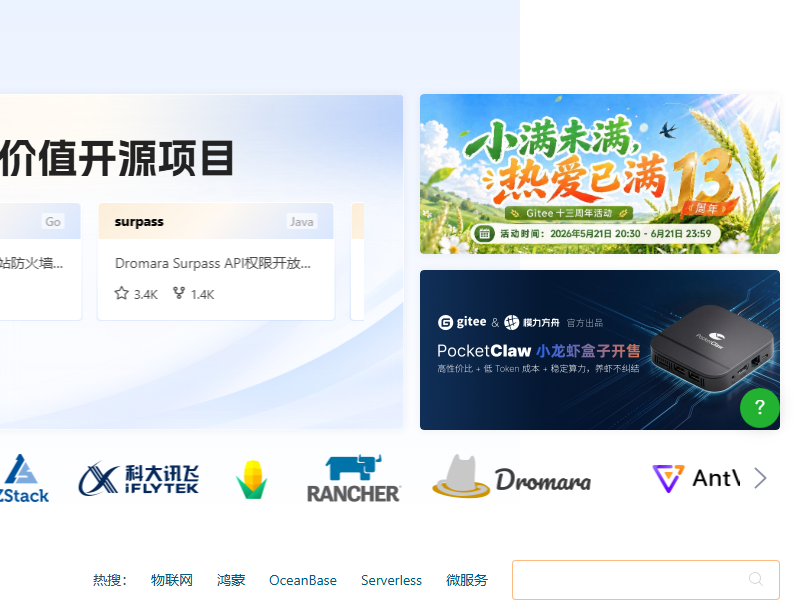 价值开源项目
Go
站防火墙...
surpass
Java
Dromara Surpass API权限开放...
3.4K
1.4K
小满未满,
热爱已满
13
周年
Gitee 十三周年活动
活动时间：2026年5月21日 20:30 - 6月21日 23:59
gitee & 模力方舟 官方出品
PocketClaw 小龙虾盒子开售
高性价比 + 低 Token 成本 + 稳定算力，养虾不纠结
PocketClaw
?
ZStack
科大讯飞
iFLYTEK
RANCHER
Dromara
AntV
热搜：
物联网
鸿蒙
OceanBase
Serverless
微服务